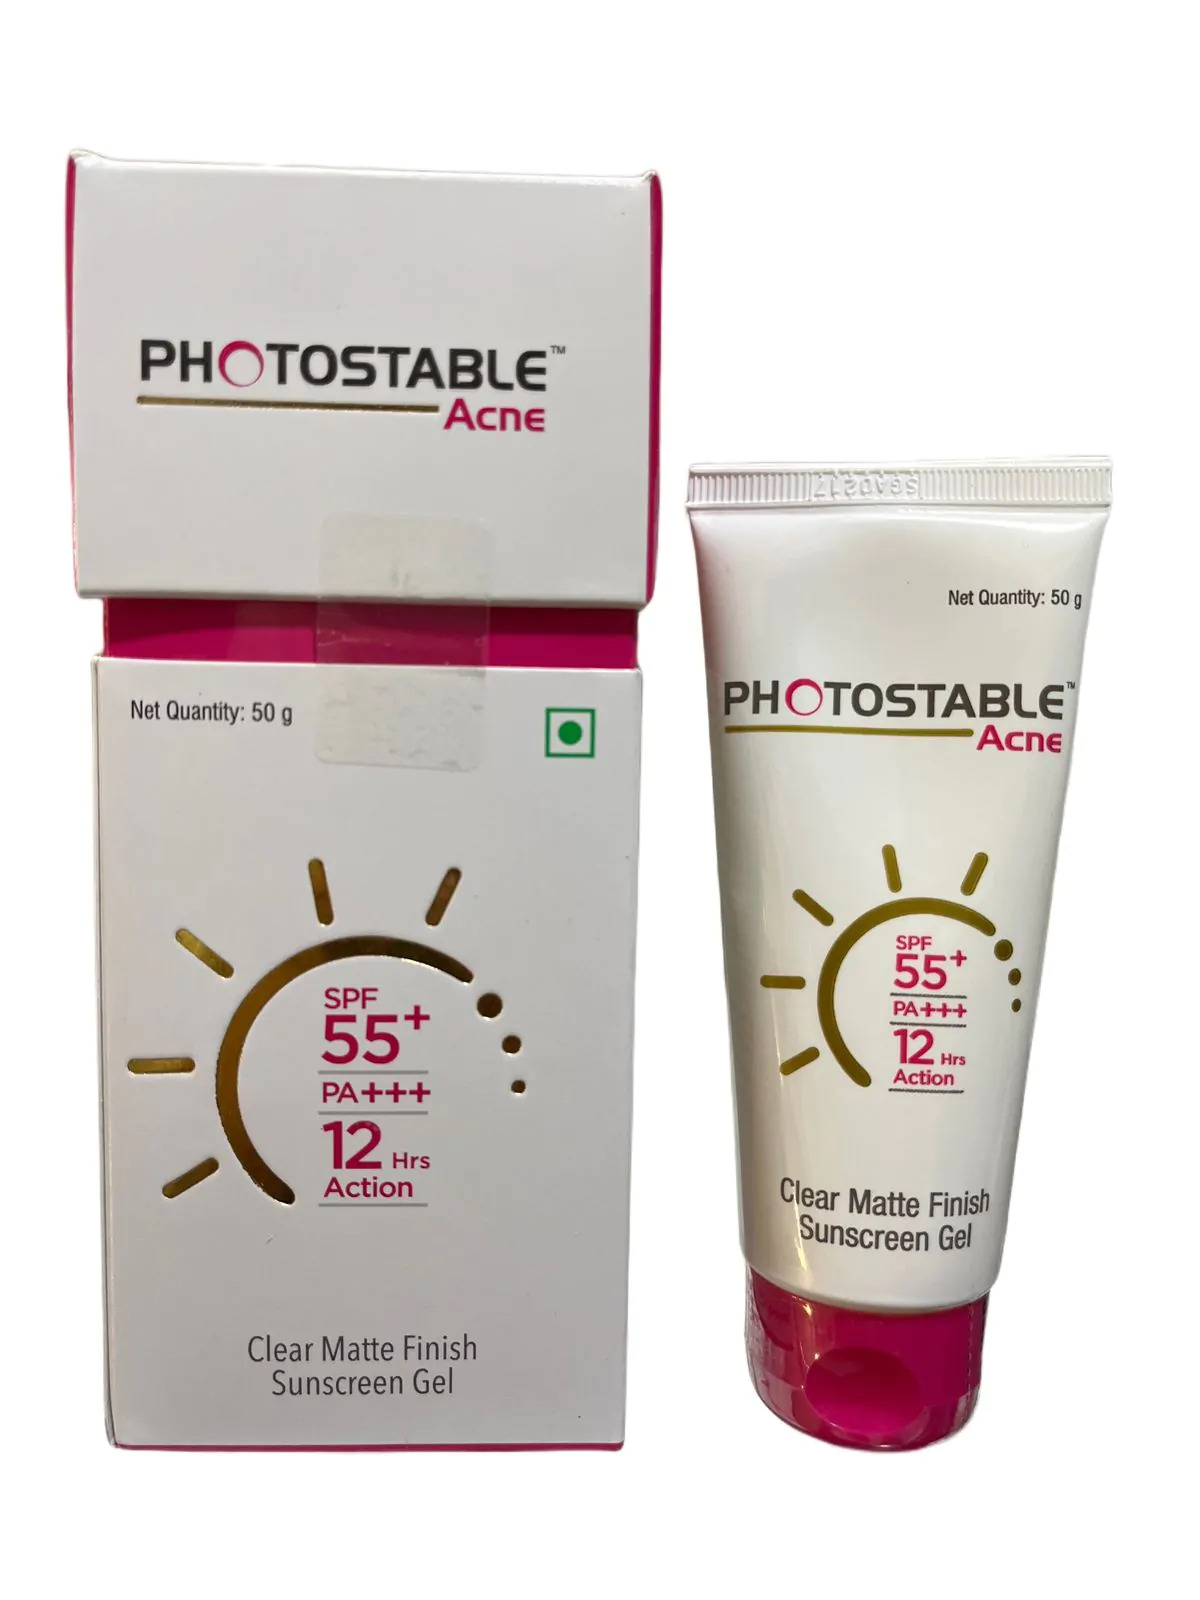 PHOTOSTABLE™
Acne
Net Quantity: 50 g
SPF
55+
PA+++
12 Hrs
Action
Clear Matte Finish
Sunscreen Gel
SGA0217
Net Quantity: 50 g
PHOTOSTABLE™
Acne
SPF
55+
PA+++
12 Hrs
Action
Clear Matte Finish
Sunscreen Gel